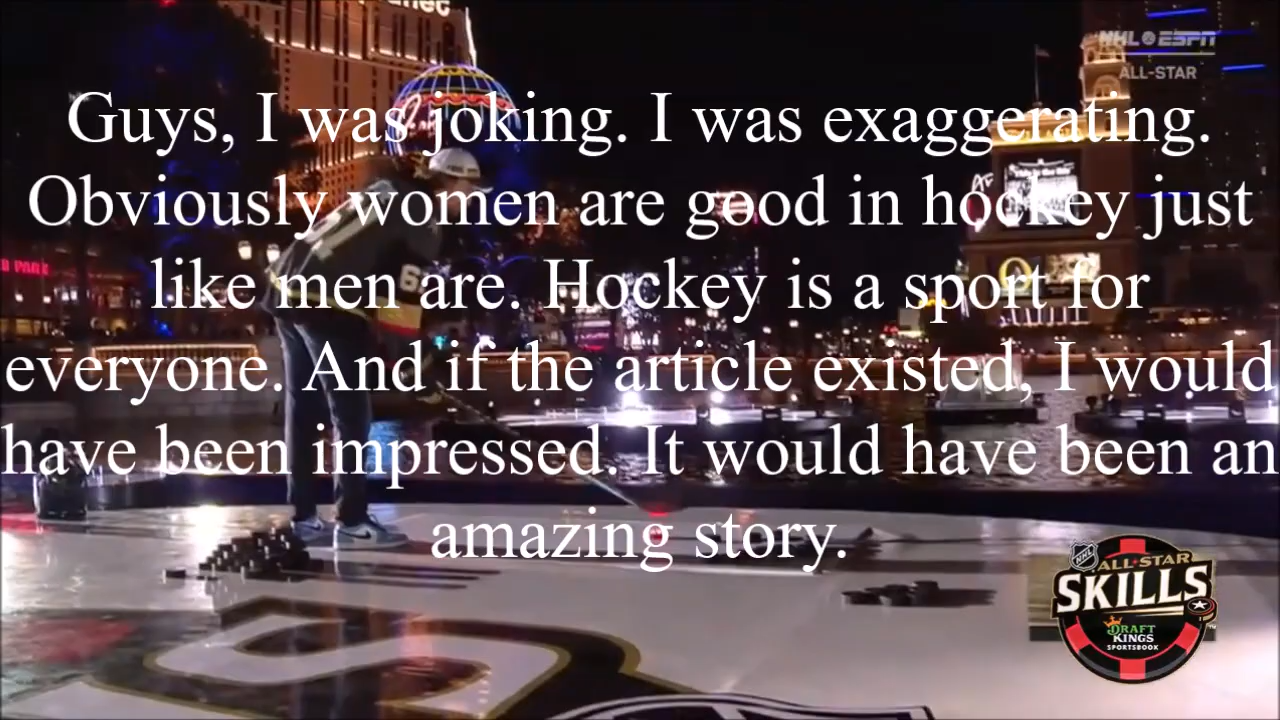 NHL ESPN
ALL-STAR
Guys, I was joking. I was exaggerating.
Obviously women are good in hockey just
like men are. Hockey is a sport for
everyone. And if the article existed, I would
have been impressed. It would have been an
amazing story.
NHL
ALL-STAR
SKILLS
DRAFT
KINGS
SPORTSBOOK